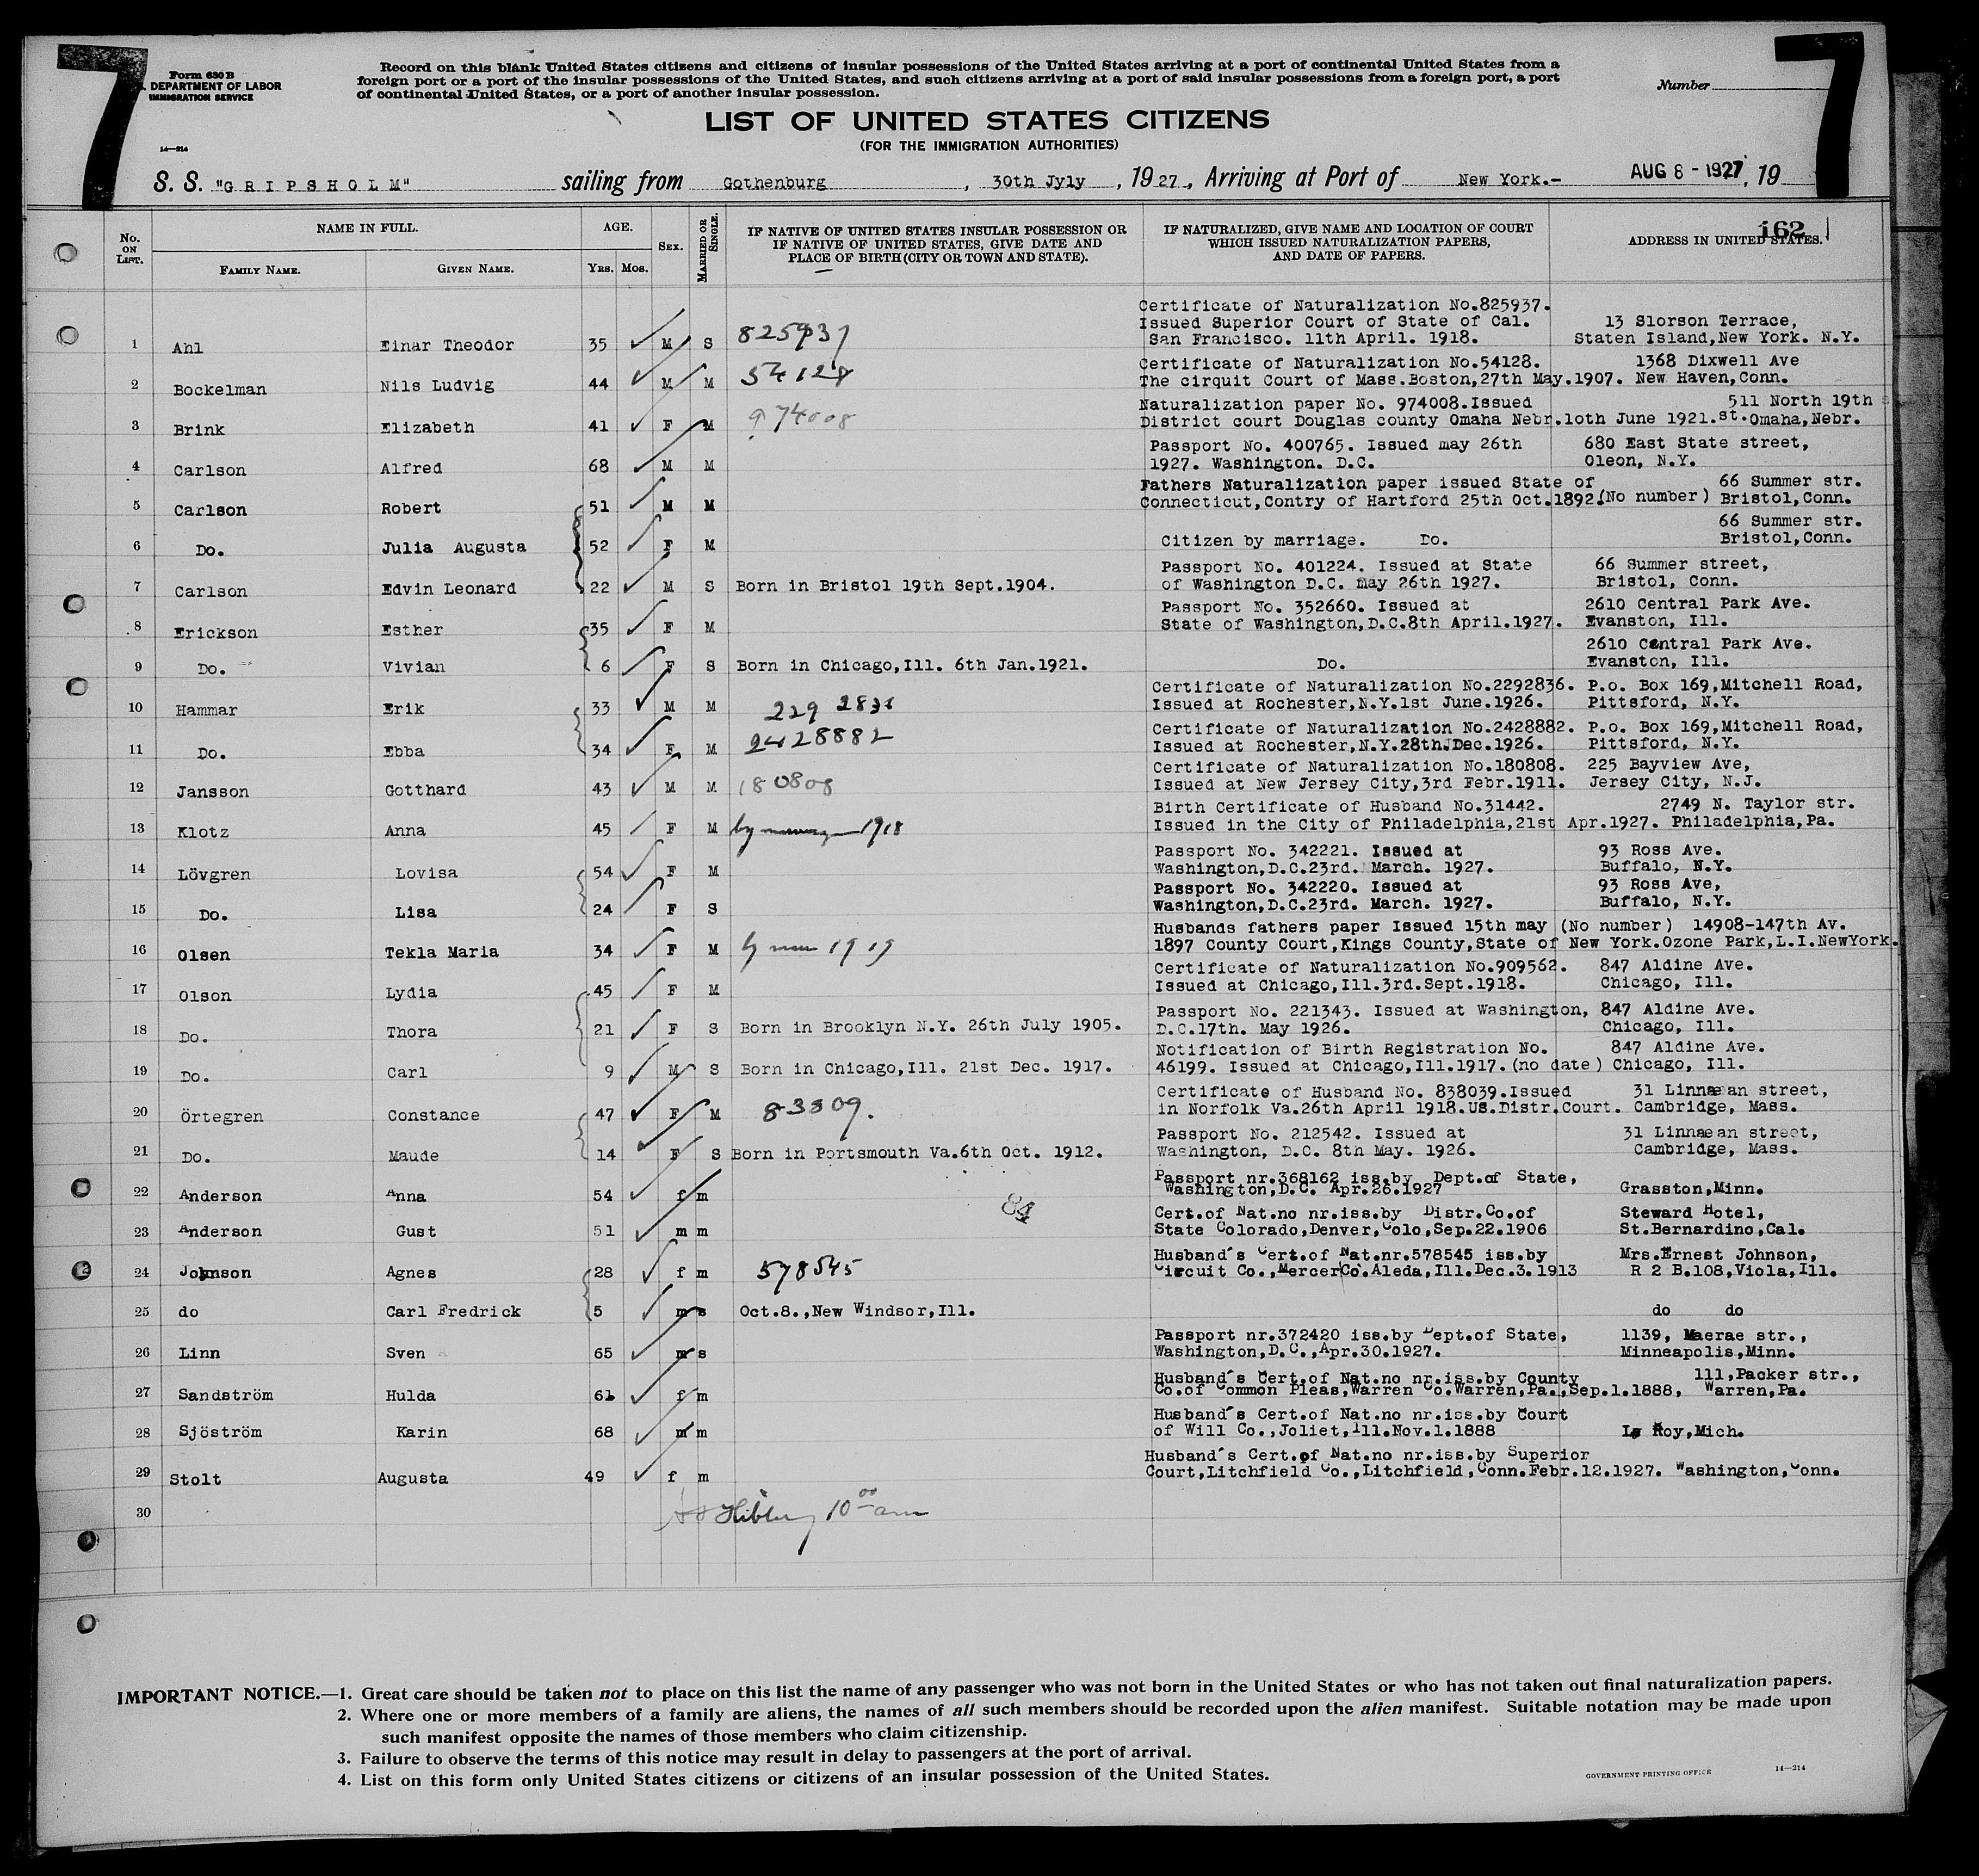 7
7
Form 630 B
DEPARTMENT OF LABOR
IMMIGRATION SERVICE
14—214
Record on this blank United States citizens and citizens of insular possessions of the United States arriving at a port of continental United States from a
foreign port or a port of the insular possessions of the United States, and such citizens arriving at a port of said insular possessions from a foreign port, a port
of continental United States, or a port of another insular possession.
Number
LIST OF UNITED STATES CITIZENS
(FOR THE IMMIGRATION AUTHORITIES)
S. S. "GRIPSHOLM" sailing from Gothenburg, 30th Jyly, 1927, Arriving at Port of New York.- AUG 8 - 1927, 19
162
No. ON LIST.
NAME IN FULL.
FAMILY NAME.
GIVEN NAME.
AGE.
YRS. MOS.
SEX.
MARRIED OR SINGLE.
IF NATIVE OF UNITED STATES INSULAR POSSESSION OR
IF NATIVE OF UNITED STATES, GIVE DATE AND
PLACE OF BIRTH (CITY OR TOWN AND STATE).
IF NATURALIZED, GIVE NAME AND LOCATION OF COURT
WHICH ISSUED NATURALIZATION PAPERS,
AND DATE OF PAPERS.
ADDRESS IN UNITED STATES.
Certificate of Naturalization No.825937.
Issued Superior Court of State of Cal. 13 Slorson Terrace,
1 Ahl Einar Theodor 35 M S 825937 San Francisco. 11th April. 1918. Staten Island,New York. N.Y.
Certificate of Naturalization No.54128. 1368 Dixwell Ave
2 Bockelman Nils Ludvig 44 M M 54128 The cirquit Court of Mass.Boston,27th May.1907. New Haven,Conn.
Naturalization paper No. 974008.Issued 511 North 19th
3 Brink Elizabeth 41 F M 974008 District court Douglas county Omaha Nebr.1oth June 1921.st.Omaha,Nebr.
Passport No. 400765. Issued may 26th 680 East State street,
4 Carlson Alfred 68 M M 1927. Washington. D.C. Oleon, N.Y.
Fathers Naturalization paper issued State of 66 Summer str.
5 Carlson Robert 51 M M Connecticut,Contry of Hartford 25th Oct.1892.(No number) Bristol,Conn.
66 Summer str.
6 Do. Julia Augusta 52 F M Citizen by marriage. Do. Bristol,Conn.
Passport No. 401224. Issued at State 66 Summer street,
7 Carlson Edvin Leonard 22 M S Born in Bristol 19th Sept.1904. of Washington D.C. may 26th 1927. Bristol, Conn.
Passport No. 352660. Issued at 2610 Central Park Ave.
8 Erickson Esther 35 F M State of Washington,D.C.8th April.1927. Evanston, Ill.
2610 Central Park Ave.
9 Do. Vivian 6 F S Born in Chicago,Ill. 6th Jan.1921. Do. Evanston, Ill.
Certificate of Naturalization No.2292836. P.o. Box 169,Mitchell Road,
10 Hammar Erik 33 M M 229 2836 Issued at Rochester,N.Y.1st June.1926. Pittsford, N.Y.
Certificate of Naturalization No.2428882. P.o. Box 169,Mitchell Road,
11 Do. Ebba 34 F M 2428882 Issued at Rochester,N.Y.28th.Dec.1926. Pittsford, N.Y.
Certificate of Naturalization No.180808. 225 Bayview Ave,
12 Jansson Gotthard 43 M M 180808 Issued at New Jersey City,3rd Febr.1911. Jersey City, N.J.
Birth Certificate of Husband No.31442. 2749 N. Taylor str.
13 Klotz Anna 45 F M by marriage 1918 Issued in the City of Philadelphia,21st Apr.1927. Philadelphia,Pa.
Passport No. 342221. Issued at 93 Ross Ave.
14 Lövgren Lovisa 54 F M Washington,D.C.23rd. March. 1927. Buffalo, N.Y.
Passport No. 342220. Issued at 93 Ross Ave,
15 Do. Lisa 24 F S Washington,D.C.23rd. March. 1927. Buffalo, N.Y.
Husbands fathers paper Issued 15th may (No number) 14908-147th Av.
16 Olsen Tekla Maria 34 F M by marr 1919 1897 County Court,Kings County,State of New York.Ozone Park,L.I.NewYork.
Certificate of Naturalization No.909562. 847 Aldine Ave.
17 Olson Lydia 45 F M Issued at Chicago,Ill.3rd.Sept.1918. Chicago, Ill.
Passport No. 221343. Issued at Washington, 847 Aldine Ave.
18 Do. Thora 21 F S Born in Brooklyn N.Y. 26th July 1905. D.C.17th. May 1926. Chicago, Ill.
Notification of Birth Registration No. 847 Aldine Ave.
19 Do. Carl 9 M S Born in Chicago,Ill. 21st Dec. 1917. 46199. Issued at Chicago,Ill.1917.(no date) Chicago, Ill.
Certificate of Husband No. 838039.Issued 31 Linnæan street,
20 Örtegren Constance 47 F M 83809. in Norfolk Va.26th April 1918.US.Distr.Court. Cambridge, Mass.
Passport No. 212542. Issued at 31 Linnæan street,
21 Do. Maude 14 F S Born in Portsmouth Va.6th Oct. 1912. Washington, D.C. 8th May. 1926. Cambridge, Mass.
Passport nr.368162 iss.by Dept.of State,
22 Anderson Anna 54 f m Washington,D.C. Apr.26.1927 Grasston,Minn.
84
Cert.of Nat.no nr.iss.by Distr.Co.of Steward Hotel,
23 Anderson Gust 51 m m State Colorado,Denver,Colo,Sep.22.1906 St.Bernardino,Cal.
Husband's Cert.of Nat.nr.578545 iss.by Mrs.Ernest Johnson,
24 Johnson Agnes 28 f m 578545 Circuit Co.,MercerCo.Aleda,Ill.Dec.3.1913 R 2 B.108,Viola,Ill.
25 do Carl Fredrick 5 m s Oct.8.,New Windsor,Ill. do do
Passport nr.372420 iss.by Dept.of State, 1139, Maerae str.,
26 Linn Sven 65 m s Washington,D.C.,Apr.30.1927. Minneapolis,Minn.
Husband's Cert.of Nat.no nr.iss.by County 111,Packer str.,
27 Sandström Hulda 61 f m Co.of Common Pleas,Warren Co.Warren,Pa.,Sep.1.1888, Warren,Pa.
Husband's Cert.of Nat.no nr.iss.by Court
28 Sjöström Karin 68 m m of Will Co.,Joliet,Ill.Nov.1.1888 Le Roy,Mich.
Husband's Cert.of Nat.no nr.iss.by Superior
29 Stolt Augusta 49 f m Court,Litchfield Co.,Litchfield,Conn.Febr.12.1927. Washington,Conn.
30
10 00 am
IMPORTANT NOTICE.—1. Great care should be taken not to place on this list the name of any passenger who was not born in the United States or who has not taken out final naturalization papers.
2. Where one or more members of a family are aliens, the names of all such members should be recorded upon the alien manifest. Suitable notation may be made upon
such manifest opposite the names of those members who claim citizenship.
3. Failure to observe the terms of this notice may result in delay to passengers at the port of arrival.
4. List on this form only United States citizens or citizens of an insular possession of the United States.
GOVERNMENT PRINTING OFFICE 14—214